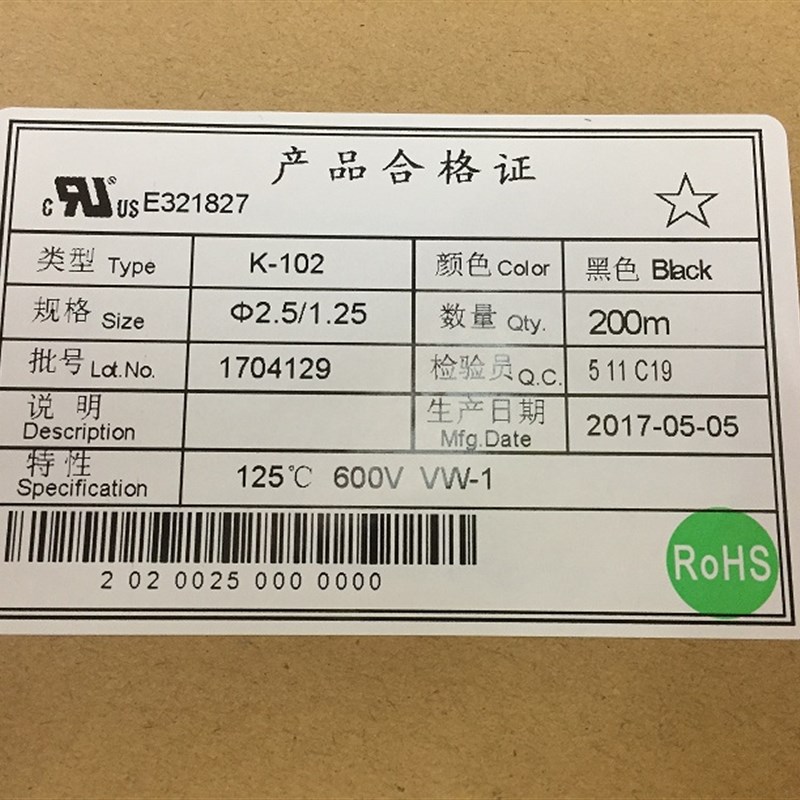 产品合格证
c RU® US E321827
类型 Type K-102 颜色 Color 黑色 Black
规格 Size Φ2.5/1.25 数量 Qty. 200m
批号 Lot.No. 1704129 检验员 Q.C. 5 11 C19
说 明 Description 生产日期 Mfg.Date 2017-05-05
特性 Specification 125℃ 600V VW-1
2 02 0025 000 0000
RoHS